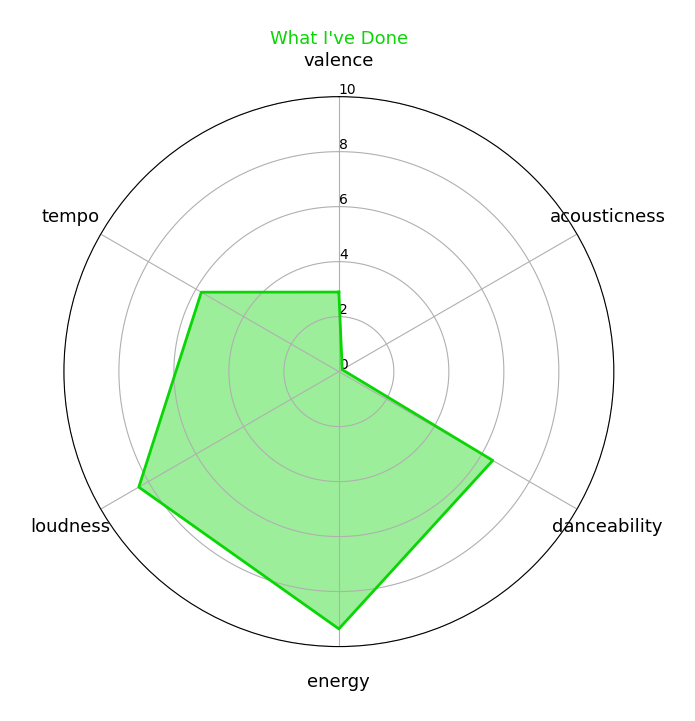 What I've Done
valence
10
8
6
4
2
0
tempo
acousticness
loudness
danceability
energy